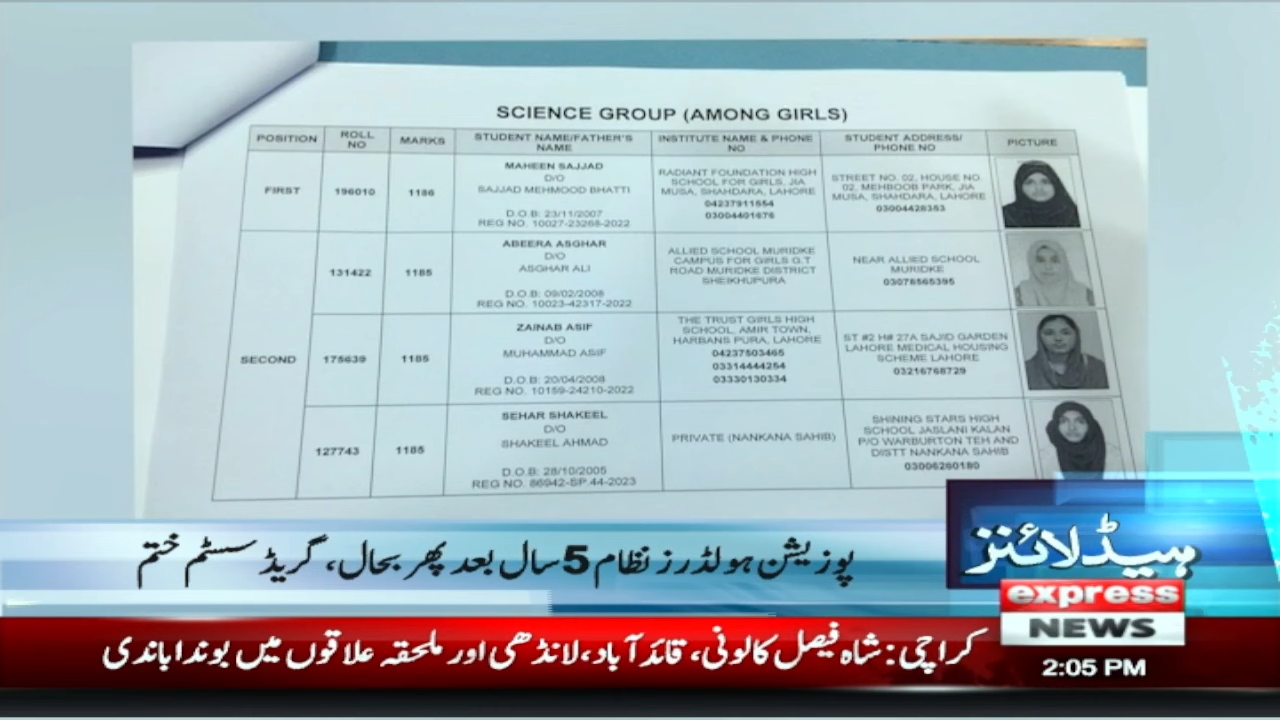 SCIENCE GROUP (AMONG GIRLS)
POSITION
ROLL NO
MARKS
STUDENT NAME/FATHER'S NAME
INSTITUTE NAME & PHONE NO
STUDENT ADDRESS/ PHONE NO
PICTURE
FIRST
196010
1186
MAHEEN SAJJAD
D/O
SAJJAD MEHMOOD BHATTI
D.O.B: 23/11/2007
REG NO. 10027-23268-2022
RADIANT FOUNDATION HIGH
SCHOOL FOR GIRLS, JIA
MUSA, SHAHDARA, LAHORE
04237911554
03004401676
STREET NO. 02, HOUSE NO.
02, MEHBOOB PARK, JIA
MUSA, SHAHDARA, LAHORE
SECOND
131422
1185
ABEERA ASGHAR
D/O
ASGHAR ALI
D.O.B: 09/02/2008
REG NO. 10023-42317-2022
ALLIED SCHOOL MURIDKE
CAMPUS FOR GIRLS G.T
ROAD MURIDKE DISTRICT
SHEIKHUPURA
NEAR ALLIED SCHOOL
MURIDKE
03076565395
175639
1185
ZAINAB ASIF
D/O
MUHAMMAD ASIF
D.O.B: 20/04/2008
REG NO. 10159-24210-2022
THE TRUST GIRLS HIGH
SCHOOL, AMIR TOWN,
HARBANS PURA, LAHORE
04237503465
03314444254
03330130334
ST #2 H# 27A SAJID GARDEN
LAHORE MEDICAL HOUSING
SCHEME LAHORE
03216768729
127743
1185
SEHAR SHAKEEL
D/O
SHAKEEL AHMAD
D.O.B: 28/10/2005
REG NO. 86942-SP.44-2023
PRIVATE (NANKANA SAHIB)
SHINING STARS HIGH
SCHOOL JASLANI KALAN
P/O WARBURTON TEH AND
DISTT NANKANA SAHIB
03006260180
پوزیشن ہولڈرز نظام 5 سال بعد پھر بحال، گریڈ سسٹم ختم
ہیڈلائنز
express
NEWS
2:05 PM
کراچی: شاہ فیصل کالونی، قائد آباد، لانڈھی اور ملحقہ علاقوں میں بوندا باندی